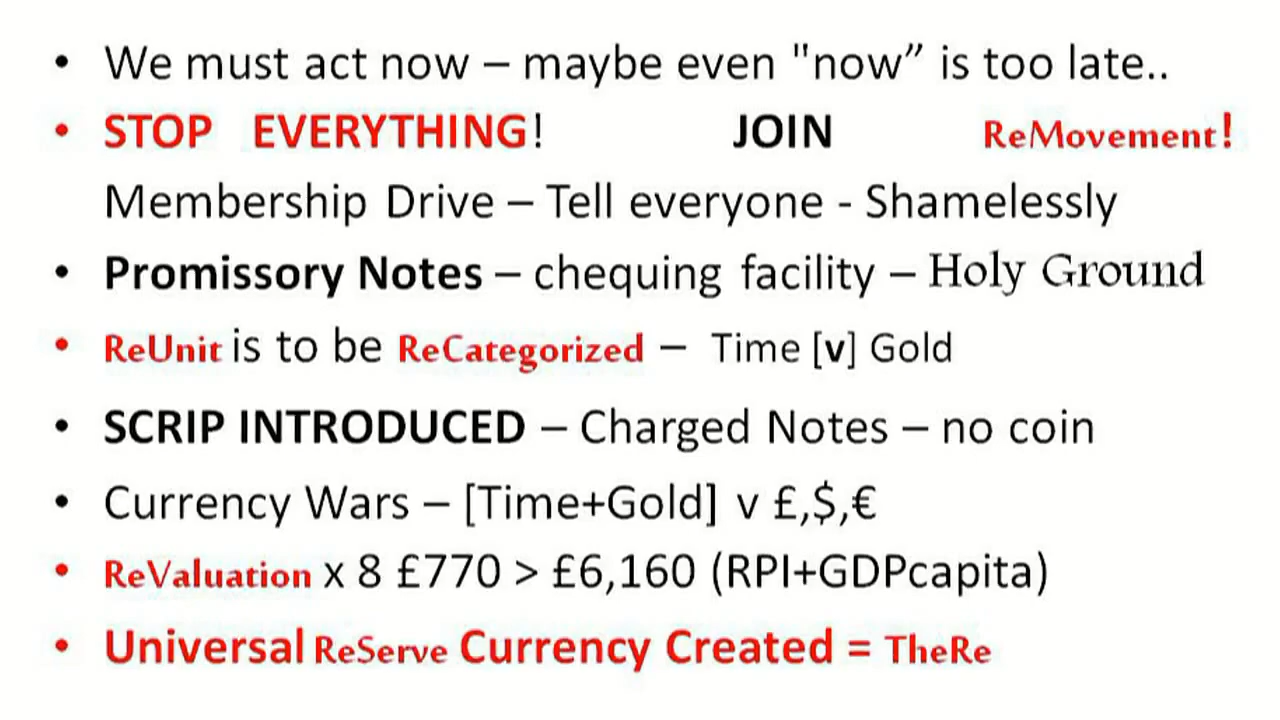 • We must act now – maybe even "now” is too late..
• STOP EVERYTHING! JOIN ReMovement!
Membership Drive – Tell everyone - Shamelessly
• Promissory Notes – chequing facility – Holy Ground
• ReUnit is to be ReCategorized – Time [v] Gold
• SCRIP INTRODUCED – Charged Notes – no coin
• Currency Wars – [Time+Gold] v £,$,€
• ReValuation x 8 £770 > £6,160 (RPI+GDPcapita)
• Universal ReServe Currency Created = TheRe